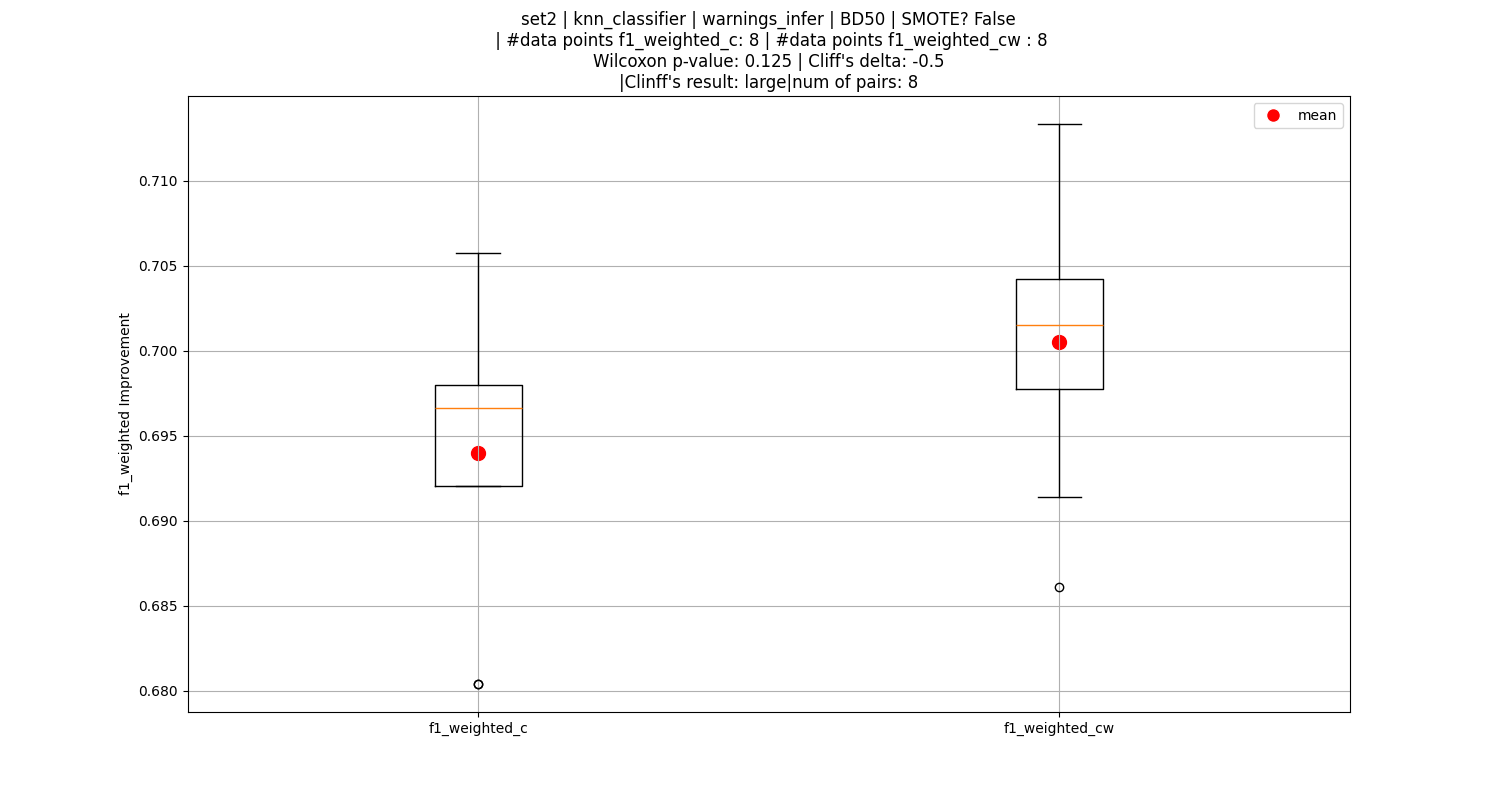 set2 | knn_classifier | warnings_infer | BD50 | SMOTE? False
| #data points f1_weighted_c: 8 | #data points f1_weighted_cw : 8
Wilcoxon p-value: 0.125 | Cliff's delta: -0.5
|Clinff's result: large|num of pairs: 8
mean
f1_weighted Improvement
0.710
0.705
0.700
0.695
0.690
0.685
0.680
f1_weighted_c
f1_weighted_cw